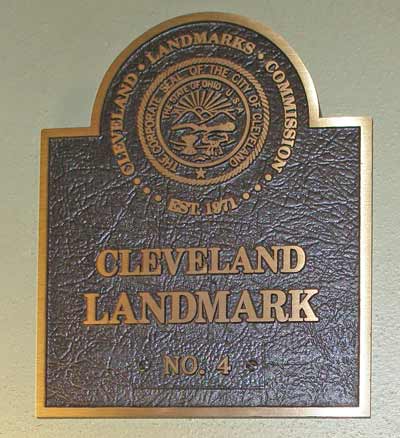 CLEVELAND • LANDMARKS • COMMISSION
THE CORPORATE SEAL OF THE CITY OF CLEVELAND
THE STATE OF OHIO U.S.
EST. 1971
CLEVELAND
LANDMARK
• NO. 4 •